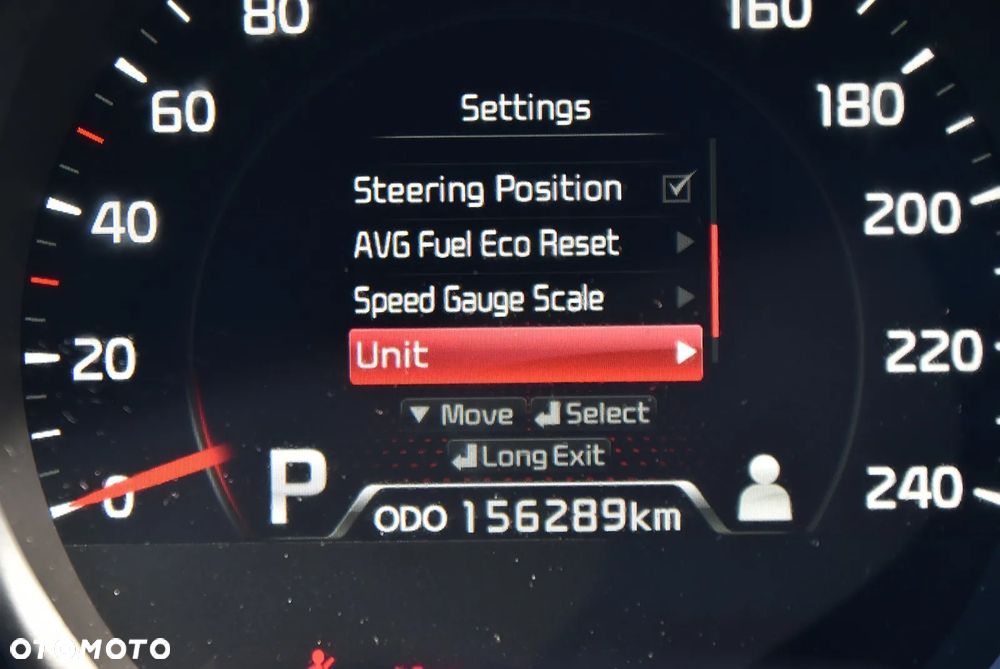 80
160
60
180
Settings
Steering Position
AVG Fuel Eco Reset
40
200
Speed Gauge Scale
Unit
20
220
▼ Move
Select
Long Exit
P
0
240
ODO 156289km
OTOMOTO